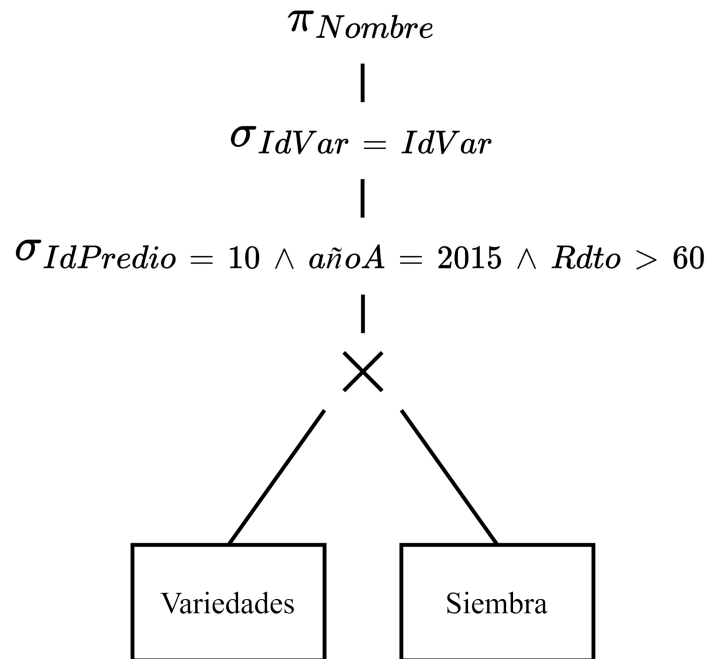 π Nombre
σ IdVar = IdVar
σ IdPredio = 10 ∧ añoA = 2015 ∧ Rdto > 60
×
Variedades
Siembra